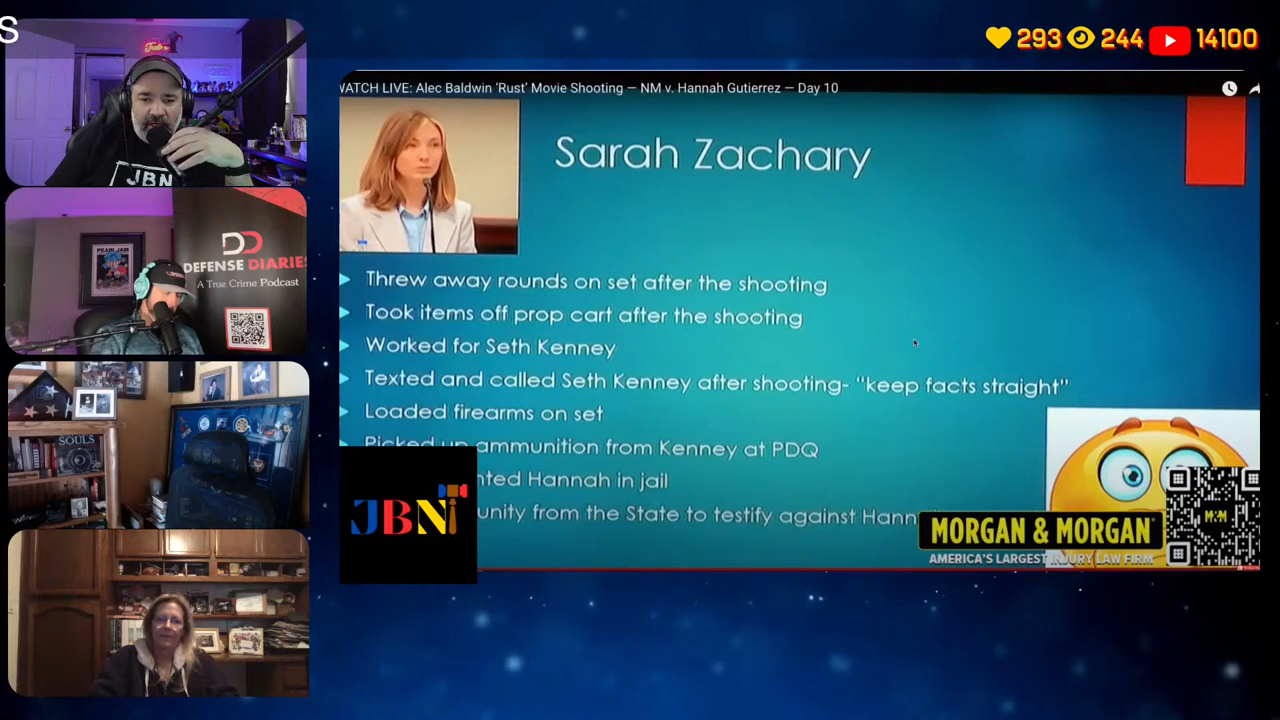 S
293 244 14100
WATCH LIVE: Alec Baldwin ‘Rust’ Movie Shooting — NM v. Hannah Gutierrez — Day 10
Sarah Zachary
Threw away rounds on set after the shooting
Took items off prop cart after the shooting
Worked for Seth Kenney
Texted and called Seth Kenney after shooting- “keep facts straight”
Loaded firearms on set
Picked up ammunition from Kenney at PDQ
nted Hannah in jail
unity from the State to testify against Hann
JBN
MORGAN & MORGAN
AMERICA'S LARGEST INJURY LAW FIRM
M&M
JBN
PEARL JAM
DD
DEFENSE DIARIES
A True Crime Podcast
SOULS